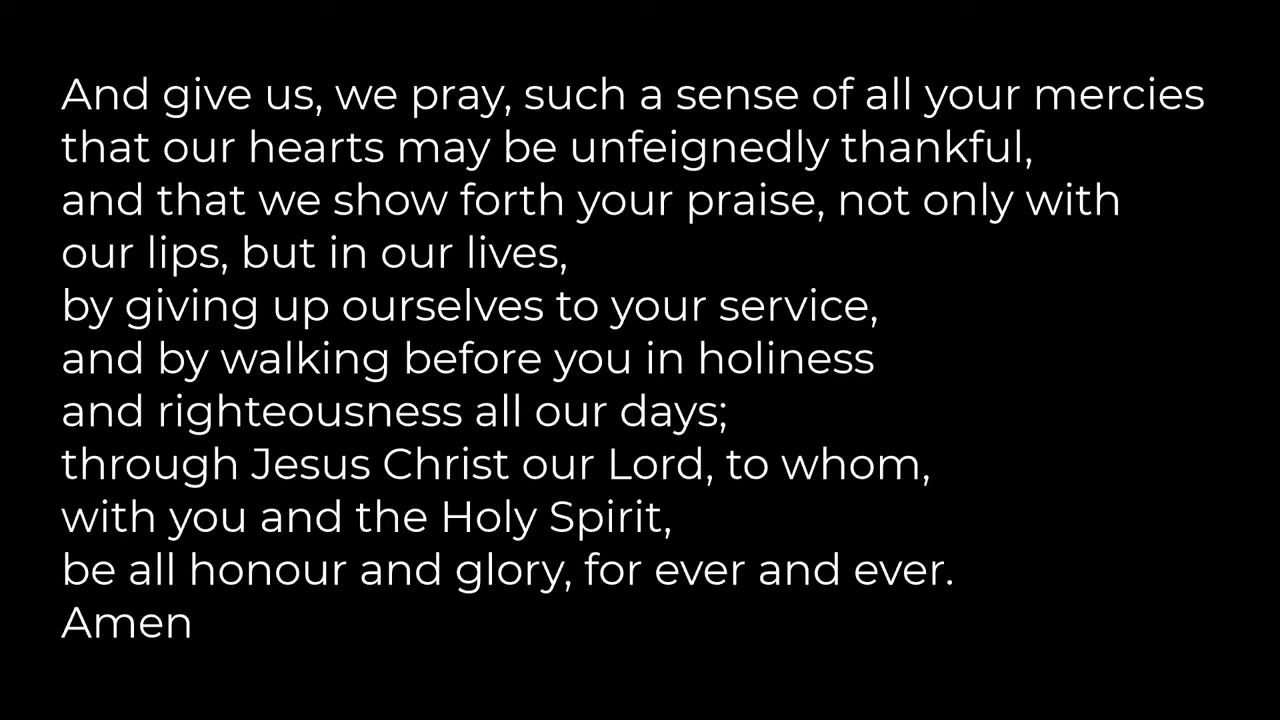 And give us, we pray, such a sense of all your mercies
that our hearts may be unfeignedly thankful,
and that we show forth your praise, not only with
our lips, but in our lives,
by giving up ourselves to your service,
and by walking before you in holiness
and righteousness all our days;
through Jesus Christ our Lord, to whom,
with you and the Holy Spirit,
be all honour and glory, for ever and ever.
Amen